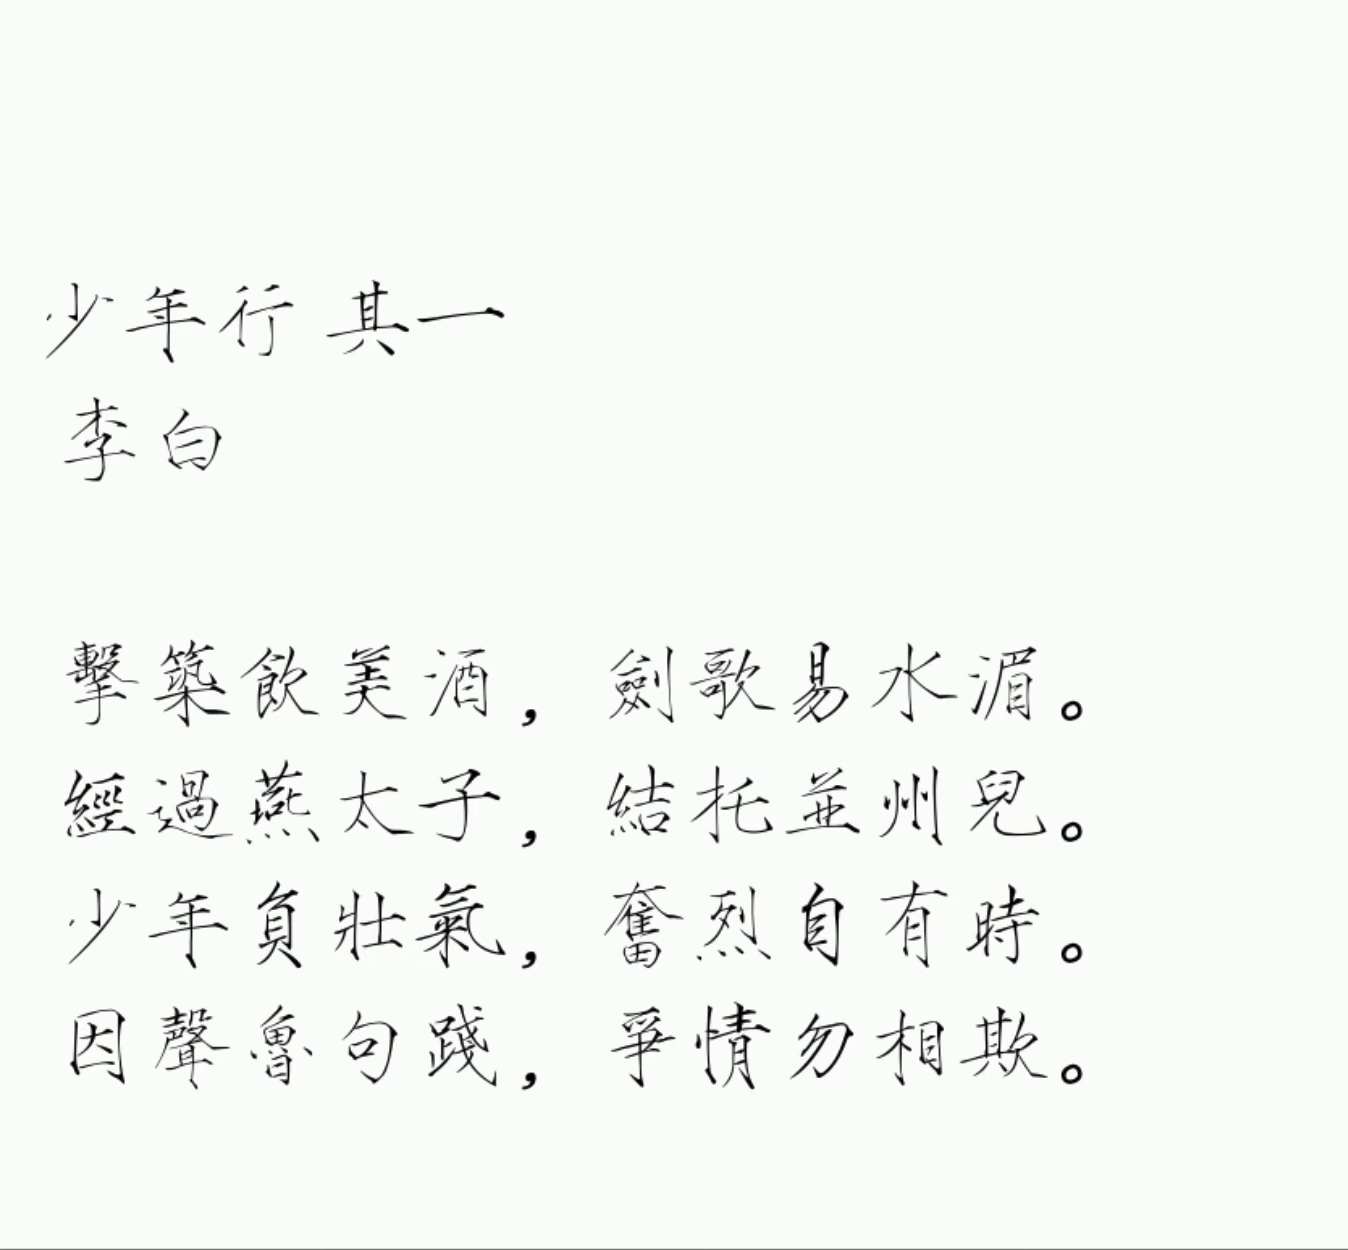 少年行 其一
李白
擊築飲美酒，劍歌易水湄。
經過燕太子，結托並州兒。
少年負壯氣，奮烈自有時。
因聲魯句踐，爭情勿相欺。